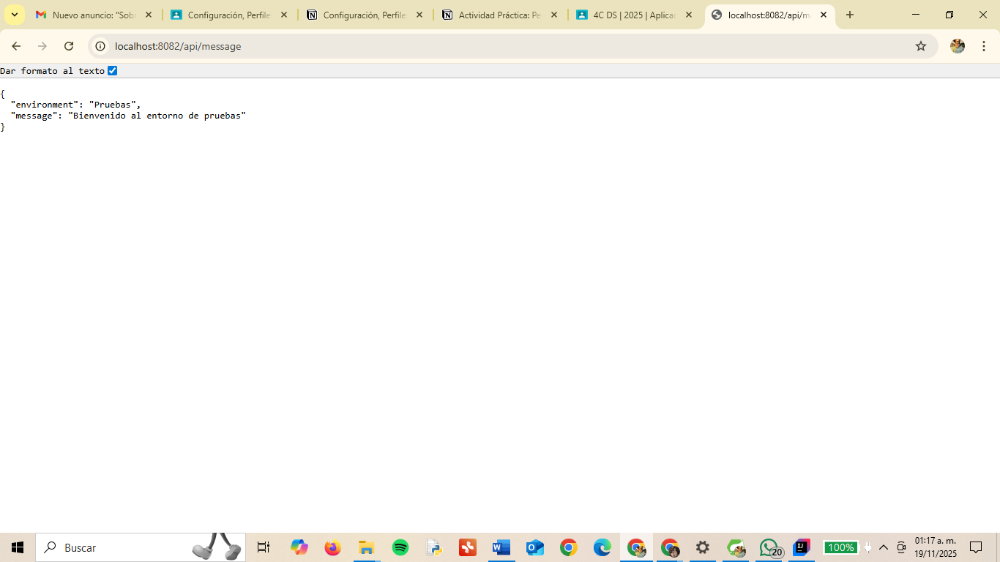 Nuevo anuncio: "Sob
Configuración, Perfile
Configuración, Perfile
Actividad Práctica: Pe
4C DS | 2025 | Aplicac
localhost:8082/api/m
localhost:8082/api/message
Dar formato al texto
{
  "environment": "Pruebas",
  "message": "Bienvenido al entorno de pruebas"
}
Buscar
20
100%
01:17 a. m.
19/11/2025